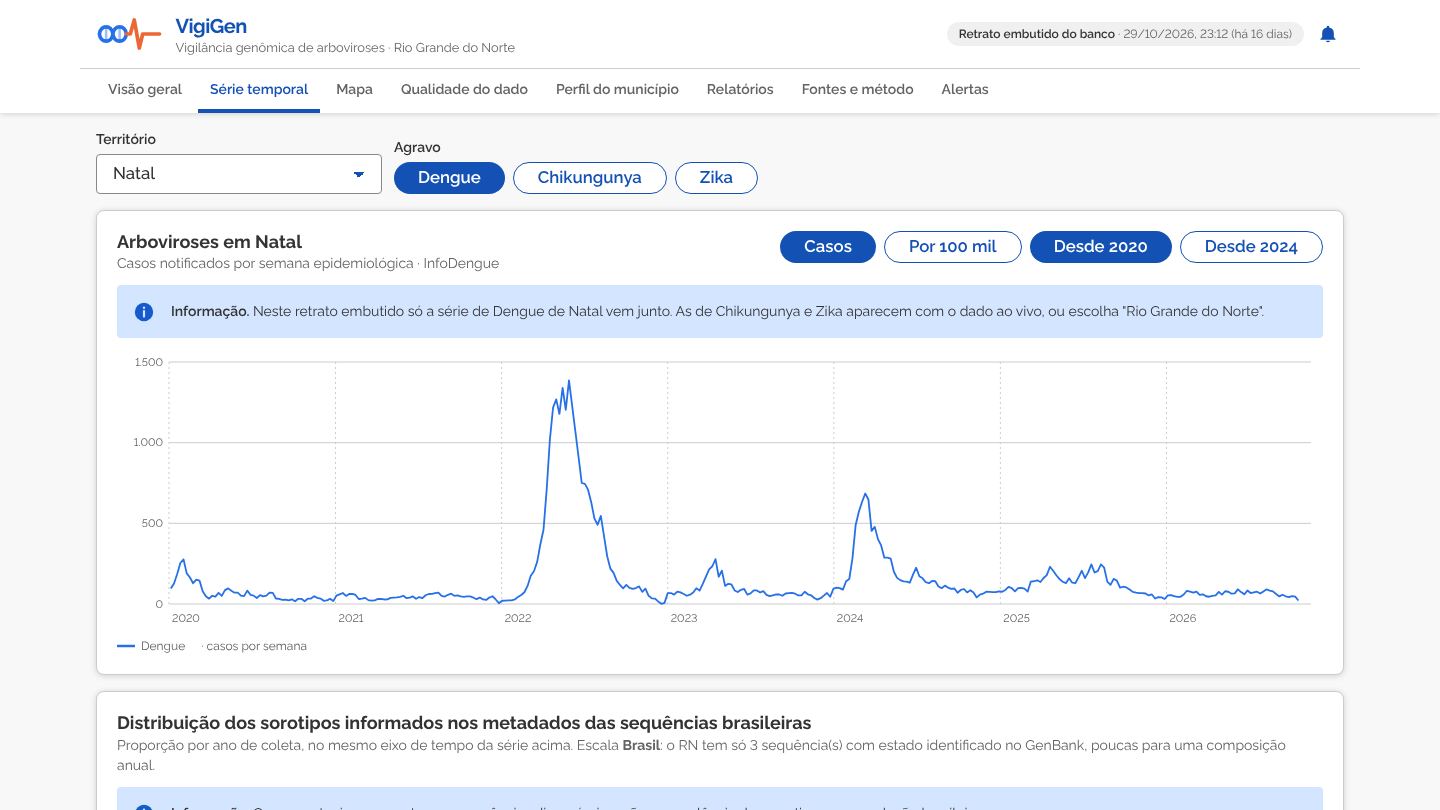 VigiGen
Vigilância genômica de arboviroses · Rio Grande do Norte
Retrato embutido do banco · 29/10/2026, 23:12 (há 16 dias)
Visão geral
Série temporal
Mapa
Qualidade do dado
Perfil do município
Relatórios
Fontes e método
Alertas
Território
Natal
Agravo
Dengue
Chikungunya
Zika
Arboviroses em Natal
Casos notificados por semana epidemiológica · InfoDengue
Casos
Por 100 mil
Desde 2020
Desde 2024
Informação. Neste retrato embutido só a série de Dengue de Natal vem junto. As de Chikungunya e Zika aparecem com o dado ao vivo, ou escolha "Rio Grande do Norte".
1.500
1.000
500
0
2020
2021
2022
2023
2024
2025
2026
Dengue · casos por semana
Distribuição dos sorotipos informados nos metadados das sequências brasileiras
Proporção por ano de coleta, no mesmo eixo de tempo da série acima. Escala Brasil: o RN tem só 3 sequência(s) com estado identificado no GenBank, poucas para uma composição
anual.